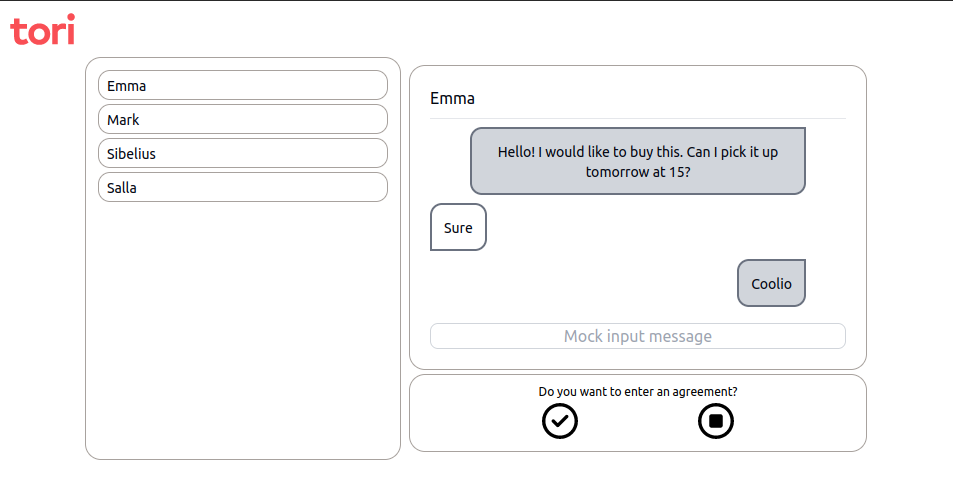 tori
Emma
Mark
Sibelius
Salla
Emma
Hello! I would like to buy this. Can I pick it up
tomorrow at 15?
Sure
Coolio
Mock input message
Do you want to enter an agreement?